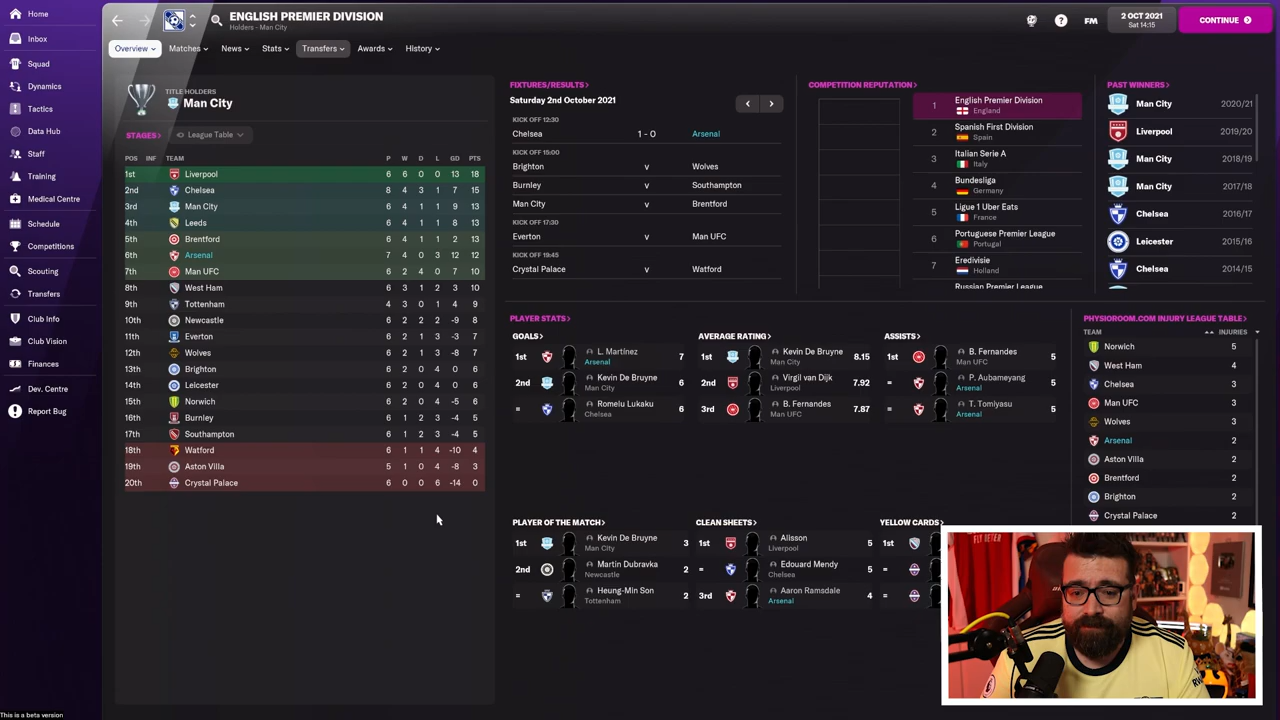 Home
Inbox
Squad
Dynamics
Tactics
Data Hub
Staff
Training
Medical Centre
Schedule
Competitions
Scouting
Transfers
Club Info
Club Vision
Finances
Dev. Centre
Report Bug
This is a beta version
ENGLISH PREMIER DIVISION
Holders - Man City
? FM 2 OCT 2021
Sat 14:15
CONTINUE
Overview Matches News Stats Transfers Awards History
TITLE HOLDERS
Man City
STAGES > League Table
POS INF TEAM P W D L GD PTS
1st Liverpool 6 6 0 0 13 18
2nd Chelsea 8 4 3 1 7 15
3rd Man City 6 4 1 1 9 13
4th Leeds 6 4 1 1 8 13
5th Brentford 6 4 1 1 2 13
6th Arsenal 7 4 0 3 12 12
7th Man UFC 6 2 4 0 7 10
8th West Ham 6 3 1 2 3 10
9th Tottenham 4 3 0 1 4 9
10th Newcastle 6 2 2 2 -9 8
11th Everton 6 2 1 3 -3 7
12th Wolves 6 2 1 3 -8 7
13th Brighton 6 2 0 4 0 6
14th Leicester 6 2 0 4 0 6
15th Norwich 6 2 0 4 -5 6
16th Burnley 6 1 2 3 -4 5
17th Southampton 6 1 2 3 -4 5
18th Watford 6 1 1 4 -10 4
19th Aston Villa 5 1 0 4 -8 3
20th Crystal Palace 6 0 0 6 -14 0
FIXTURES/RESULTS >
Saturday 2nd October 2021
KICK OFF 12:30
Chelsea 1 - 0 Arsenal
KICK OFF 15:00
Brighton v Wolves
Burnley v Southampton
Man City v Brentford
KICK OFF 17:30
Everton v Man UFC
KICK OFF 19:45
Crystal Palace v Watford
COMPETITION REPUTATION >
1 English Premier Division
England
2 Spanish First Division
Spain
3 Italian Serie A
Italy
4 Bundesliga
Germany
5 Ligue 1 Uber Eats
France
6 Portuguese Premier League
Portugal
7 Eredivisie
Holland
Russian Premier League
PAST WINNERS
Man City 2020/21
Liverpool 2019/20
Man City 2018/19
Man City 2017/18
Chelsea 2016/17
Leicester 2015/16
Chelsea 2014/15
PLAYER STATS >
GOALS >
1st L. Martínez 7
Arsenal
2nd Kevin De Bruyne 6
Man City
= Romelu Lukaku 6
Chelsea
AVERAGE RATING >
1st Kevin De Bruyne 8.15
Man City
2nd Virgil van Dijk 7.92
Liverpool
3rd B. Fernandes 7.87
Man UFC
ASSISTS >
1st B. Fernandes 5
Man UFC
= P. Aubameyang 5
Arsenal
= T. Tomiyasu 5
Arsenal
PLAYER OF THE MATCH >
1st Kevin De Bruyne 3
Man City
2nd Martin Dubravka 2
Newcastle
= Heung-Min Son 2
Tottenham
CLEAN SHEETS >
1st Alisson 5
Liverpool
= Edouard Mendy 5
Chelsea
3rd Aaron Ramsdale 4
Arsenal
YELLOW CARDS >
1st
=
=
PHYSIOROOM.COM INJURY LEAGUE TABLE >
TEAM INJURIES
Norwich 5
West Ham 4
Chelsea 3
Man UFC 3
Wolves 3
Arsenal 2
Aston Villa 2
Brentford 2
Brighton 2
Crystal Palace 2